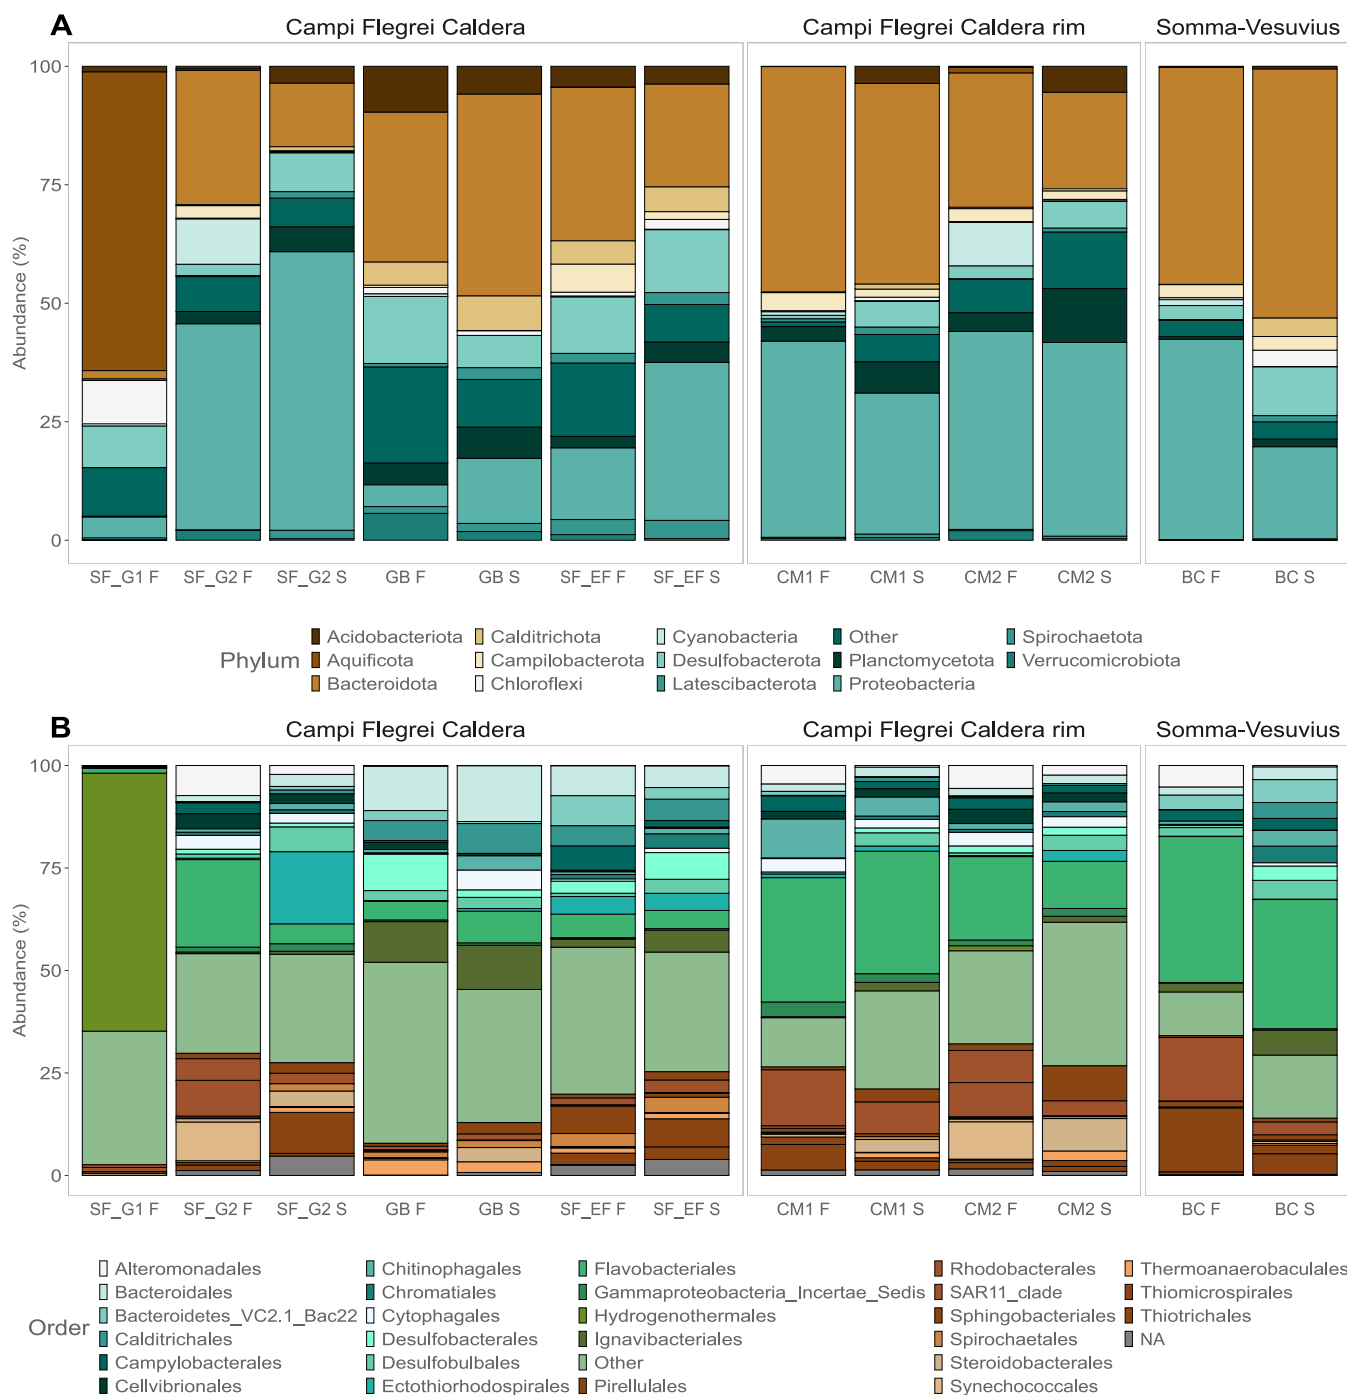 A
Campi Flegrei Caldera
Campi Flegrei Caldera rim
Somma-Vesuvius
Abundance (%)
100
75
50
25
0
SF_G1 F SF_G2 F SF_G2 S GB F GB S SF_EF F SF_EF S CM1 F CM1 S CM2 F CM2 S BC F BC S
Phylum
Acidobacteriota Calditrichota Cyanobacteria Other Spirochaetota
Aquificota Campilobacterota Desulfobacterota Planctomycetota Verrucomicrobiota
Bacteroidota Chloroflexi Latescibacterota Proteobacteria
B
Campi Flegrei Caldera
Campi Flegrei Caldera rim
Somma-Vesuvius
Abundance (%)
100
75
50
25
0
SF_G1 F SF_G2 F SF_G2 S GB F GB S SF_EF F SF_EF S CM1 F CM1 S CM2 F CM2 S BC F BC S
Order
Alteromonadales Chitinophagales Flavobacteriales Rhodobacterales Thermoanaerobaculales
Bacteroidales Chromatiales Gammaproteobacteria_Incertae_Sedis SAR11_clade Thiomicrospirales
Bacteroidetes_VC2.1_Bac22 Cytophagales Hydrogenothermales Sphingobacteriales Thiotrichales
Calditrichales Desulfobacterales Ignavibacteriales Spirochaetales NA
Campylobacterales Desulfobulbales Other Steroidobacterales
Cellvibrionales Ectothiorhodospirales Pirellulales Synechococcales